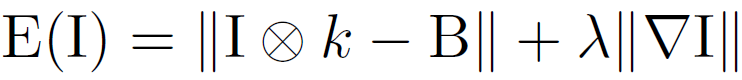 E(I) = ‖I ⊗ k − B‖ + λ‖∇I‖